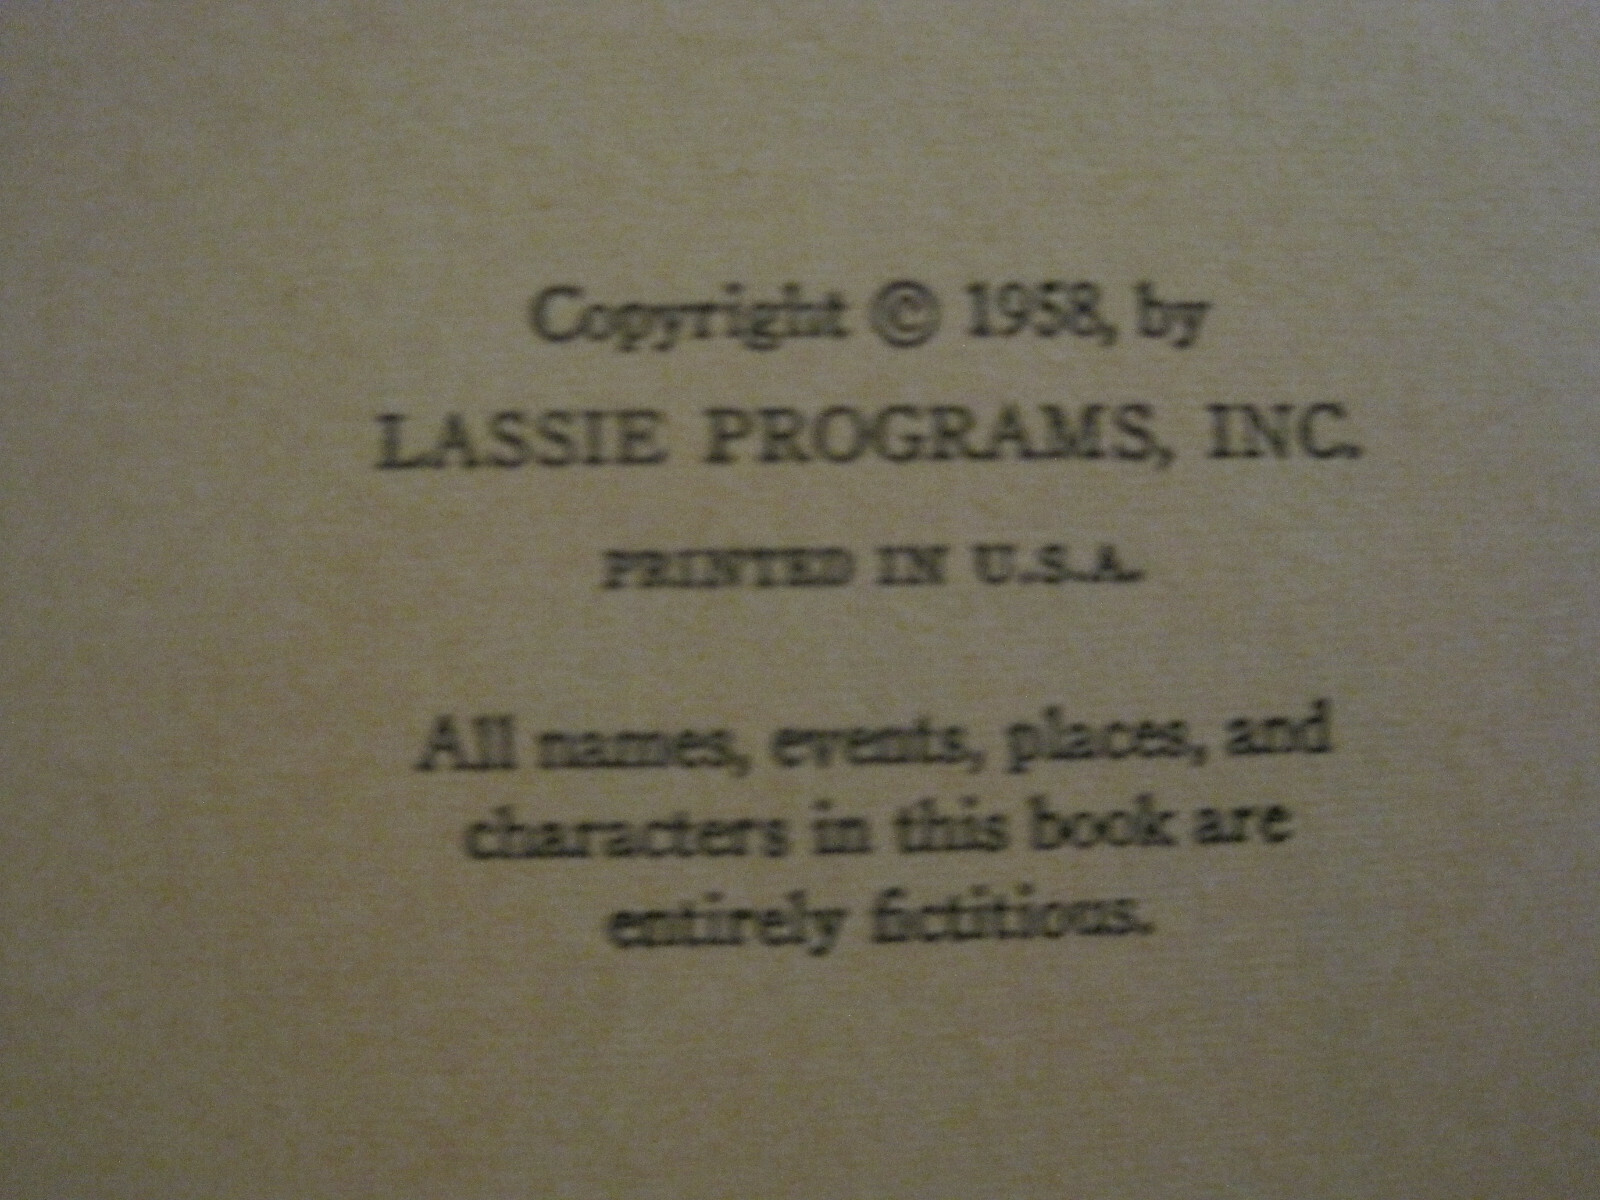 Copyright © 1958, by
LASSIE PROGRAMS, INC.
PRINTED IN U.S.A.
All names, events, places, and
characters in this book are
entirely fictitious.